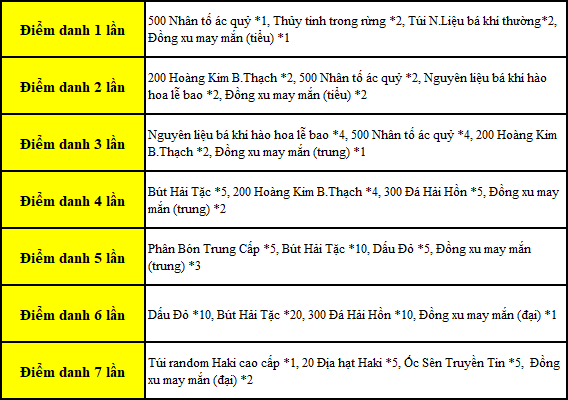 Điểm danh 1 lần
500 Nhân tố ác quỷ *1, Thủy tinh trong rừng *2, Túi N.Liệu bá khí thường*2,
Đồng xu may mắn (tiểu) *1
Điểm danh 2 lần
200 Hoàng Kim B.Thạch *2, 500 Nhân tố ác quỷ *2, Nguyên liệu bá khí hào
hoa lễ bao *2, Đồng xu may mắn (tiểu) *2
Điểm danh 3 lần
Nguyên liệu bá khí hào hoa lễ bao *4, 500 Nhân tố ác quỷ *4, 200 Hoàng Kim
B.Thạch *2, Đồng xu may mắn (trung) *1
Điểm danh 4 lần
Bút Hải Tặc *5, 200 Hoàng Kim B.Thạch *4, 300 Đá Hải Hồn *5, Đồng xu may
mắn (trung) *2
Điểm danh 5 lần
Phân Bón Trung Cấp *5, Bút Hải Tặc *10, Dấu Đỏ *5, Đồng xu may mắn
(trung) *3
Điểm danh 6 lần
Dấu Đỏ *10, Bút Hải Tặc *20, 300 Đá Hải Hồn *10, Đồng xu may mắn (đại) *1
Điểm danh 7 lần
Túi random Haki cao cấp *1, 20 Địa hạt Haki *5, Ốc Sên Truyền Tin *5, Đồng
xu may mắn (đại) *2